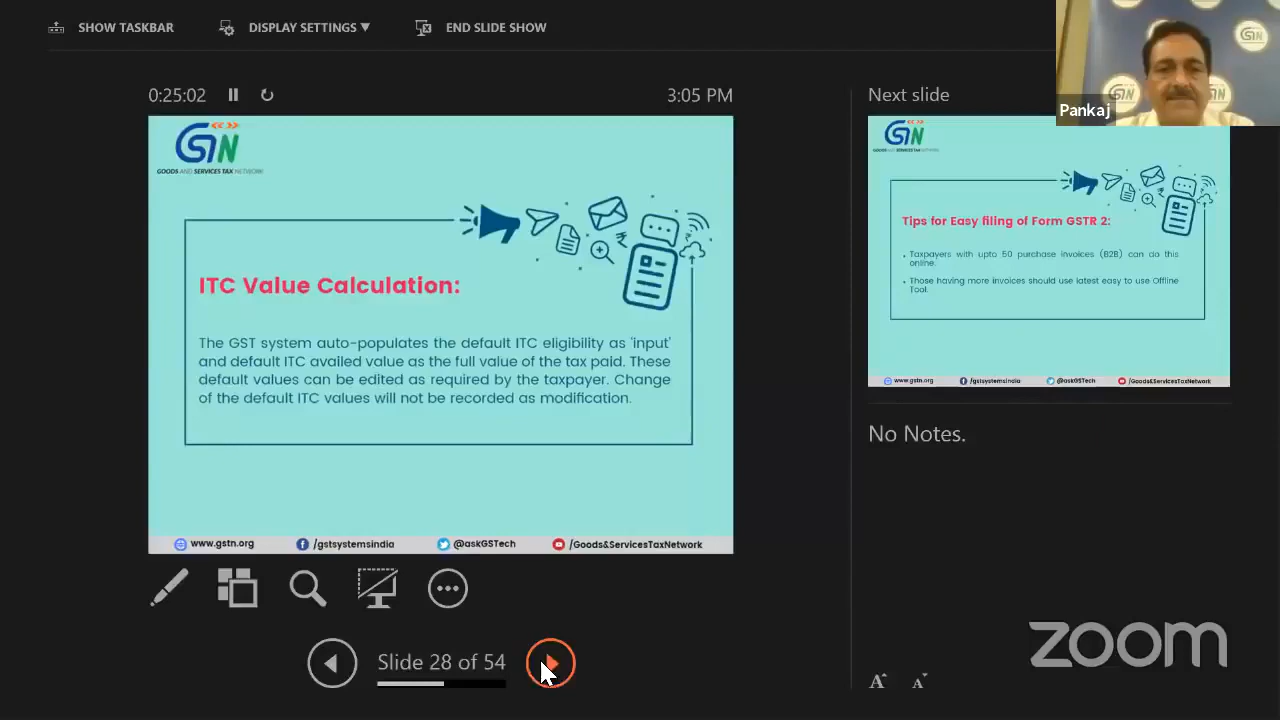 SHOW TASKBAR
DISPLAY SETTINGS
END SLIDE SHOW
GSTN
Pankaj
0:25:02
3:05 PM
Next slide
GSTN
GOODS AND SERVICES TAX NETWORK
ITC Value Calculation:
The GST system auto-populates the default ITC eligibility as 'input'
and default ITC availed value as the full value of the tax paid. These
default values can be edited as required by the taxpayer. Change
of the default ITC values will not be recorded as modification.
www.gstn.org
/gstsystemsindia
@askGSTech
/Goods&ServicesTaxNetwork
GSTN
GOODS AND SERVICES TAX NETWORK
Tips for Easy filing of Form GSTR 2:
Taxpayers with upto 50 purchase invoices (B2B) can do this
online.
Those having more invoices should use latest easy to use Offline
Tool.
www.gstn.org
/gstsystemsindia
@askGSTech
/Goods&ServicesTaxNetwork
No Notes.
Slide 28 of 54
A A
zoom